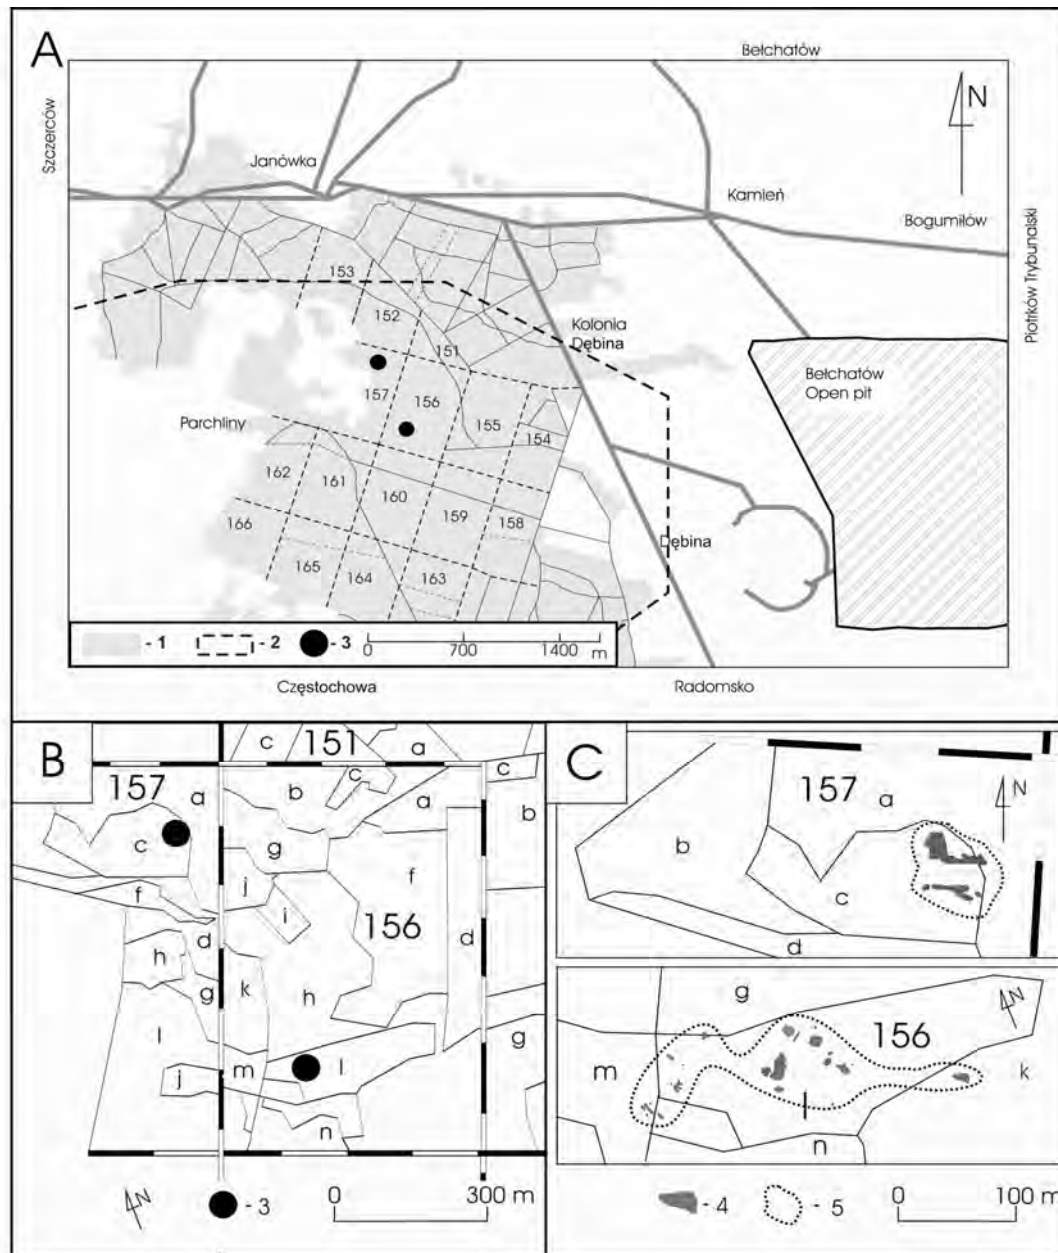 A
Bełchatów
N
Szczerców
Janówka
Kamień
Bogumiłów
Piotrków Trybunalski
153
152
Kolonia
Dębina
151
157
156
Bełchatów
Open pit
Parchliny
155
154
162
161
160
159
158
166
Dębina
165
164
163
- 1
- 2
- 3
0 700 1400 m
Częstochowa
Radomsko
B
c 151 a
157
a
b
c
a
c
b
c
g
f
j
f
i
156
d
d
h
g
k
h
g
l
l
j
m
n
N
- 3
0 300 m
C
157
a
N
b
c
d
g
156
N
m
k
l
n
- 4
- 5
0 100 m